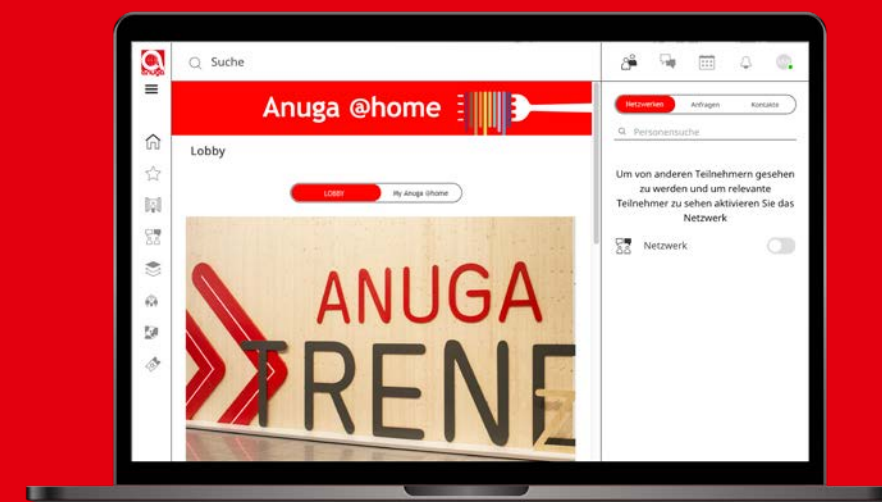 anuga
Suche
Anuga @home
Lobby
LOBBY
My Anuga @home
ANUGA
TREN
Netzwerken
Anfragen
Kontakte
Personensuche
Um von anderen Teilnehmern gesehen
zu werden und um relevante
Teilnehmer zu sehen aktivieren Sie das
Netzwerk
Netzwerk